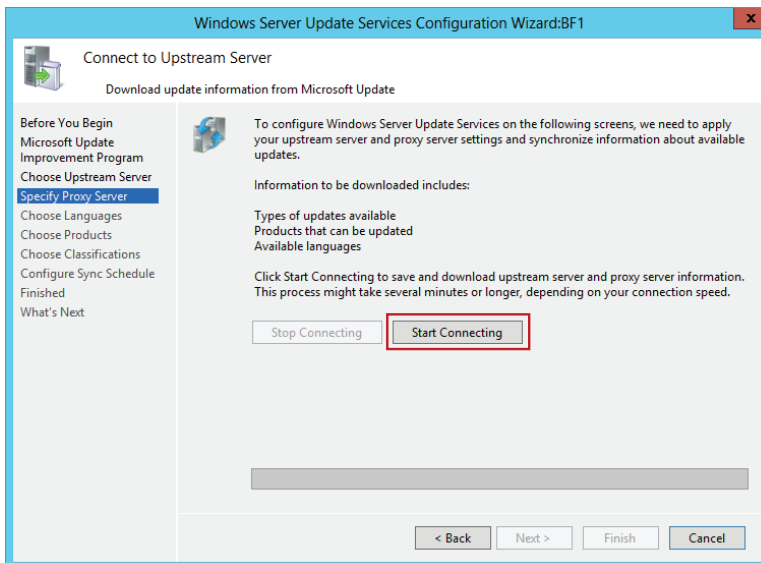 Windows Server Update Services Configuration Wizard:BF1
x
Connect to Upstream Server
Download update information from Microsoft Update
Before You Begin
Microsoft Update
Improvement Program
Choose Upstream Server
Specify Proxy Server
Choose Languages
Choose Products
Choose Classifications
Configure Sync Schedule
Finished
What's Next
To configure Windows Server Update Services on the following screens, we need to apply
your upstream server and proxy server settings and synchronize information about available
updates.
Information to be downloaded includes:
Types of updates available
Products that can be updated
Available languages
Click Start Connecting to save and download upstream server and proxy server information.
This process might take several minutes or longer, depending on your connection speed.
Stop Connecting
Start Connecting
< Back
Next >
Finish
Cancel